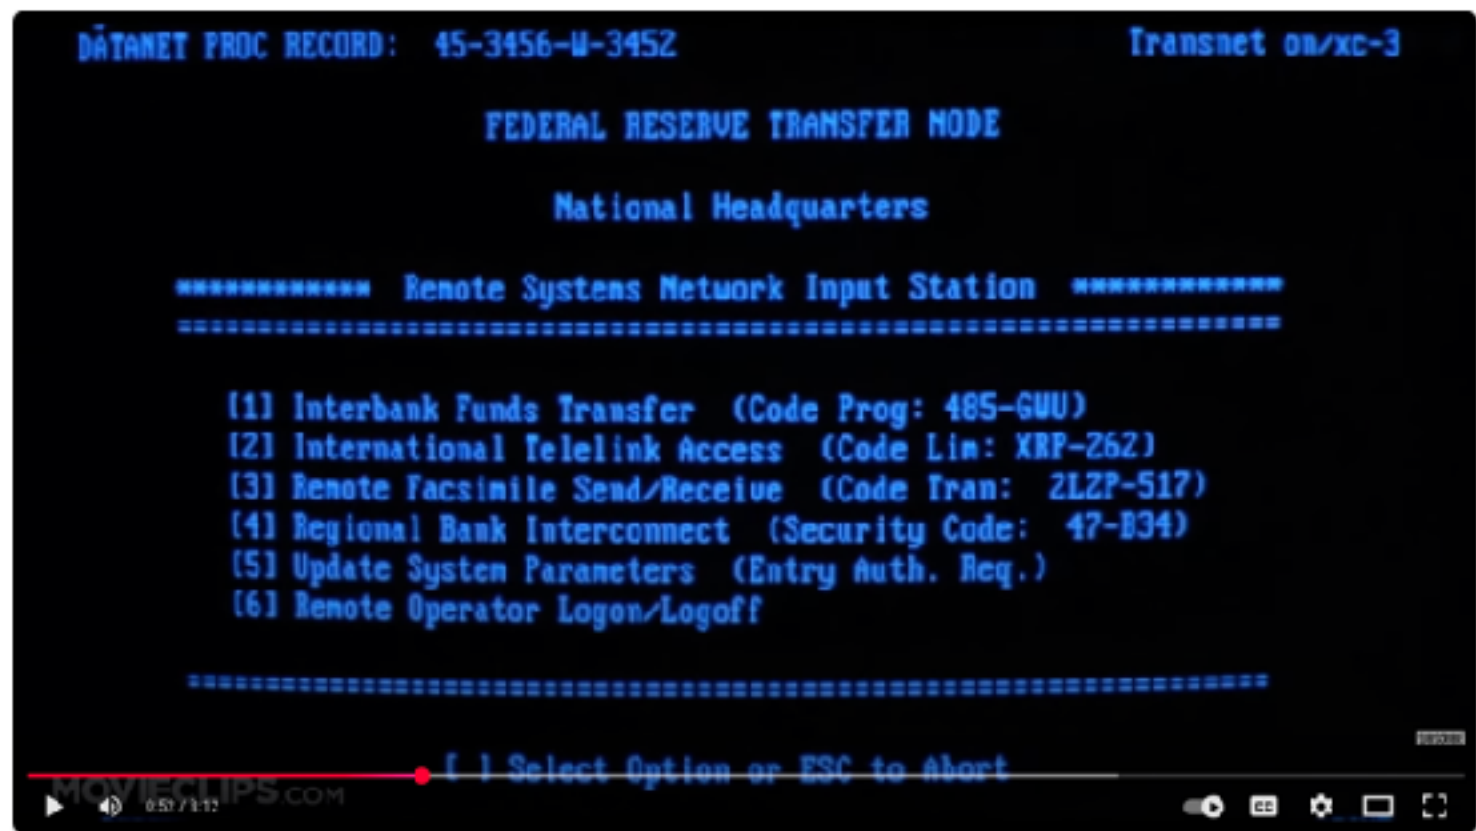 DATANET PROC RECORD: 45-3456-W-3452 Transnet on/xc-3
FEDERAL RESERVE TRANSFER NODE
National Headquarters
************ Remote Systems Network Input Station *************
[1] Interbank Funds Transfer (Code Prog: 485-GWU)
[2] International Telelink Access (Code Lim: XRP-262)
[3] Remote Facsimile Send/Receive (Code Tran: 2LZP-517)
[4] Regional Bank Interconnect (Security Code: 47-B34)
[5] Update System Parameters (Entry Auth. Req.)
[6] Remote Operator Logon/Logoff
[ ] Select Option or ESC to Abort
MOVIECLIPS.COM
CC